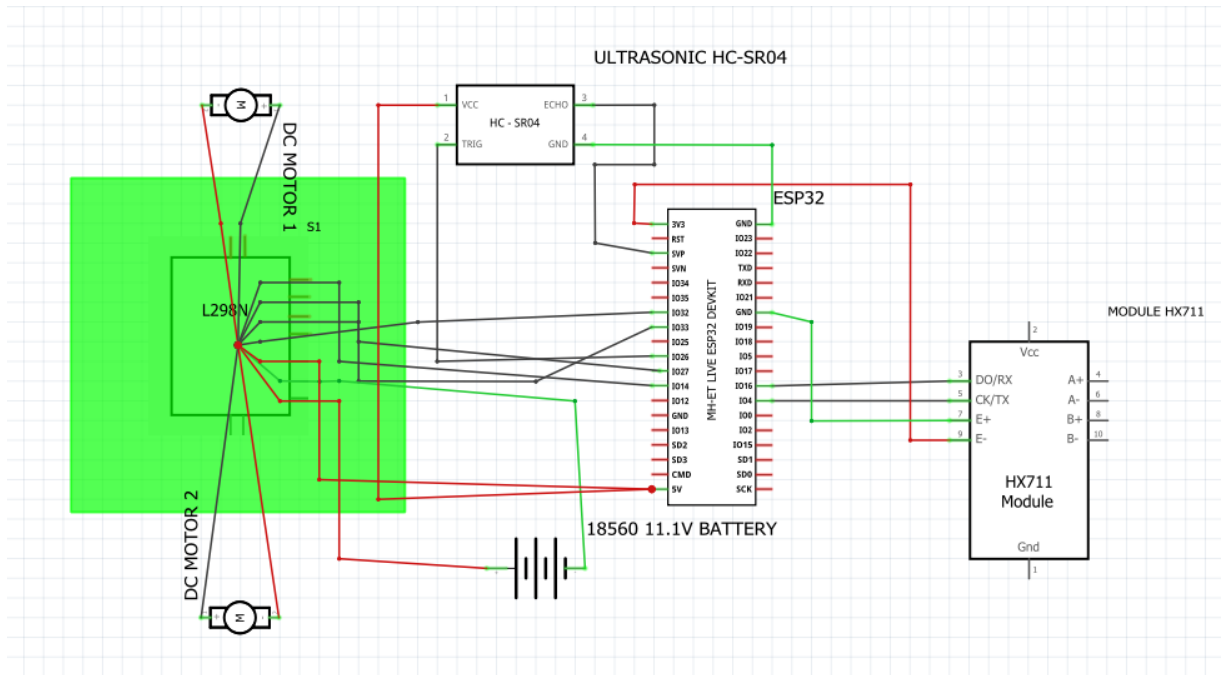 ULTRASONIC HC-SR04
1 VCC ECHO 3
HC - SR04
2 TRIG GND 4
M
DC MOTOR 1
S1
L298N
DC MOTOR 2
M
ESP32
MH-ET LIVE ESP32 DEVKIT
3V3 GND
RST IO23
SVP IO22
SVN TXD
IO34 RXD
IO35 IO21
IO32 GND
IO33 IO19
IO25 IO18
IO26 IO5
IO27 IO17
IO14 IO16
IO12 IO4
GND IO0
IO13 IO2
SD2 IO15
SD3 SD1
CMD SD0
5V SCK
18560 11.1V BATTERY
MODULE HX711
2
Vcc
3 DO/RX A+ 4
5 CK/TX A- 6
7 E+ B+ 8
9 E- B- 10
HX711
Module
Gnd
1